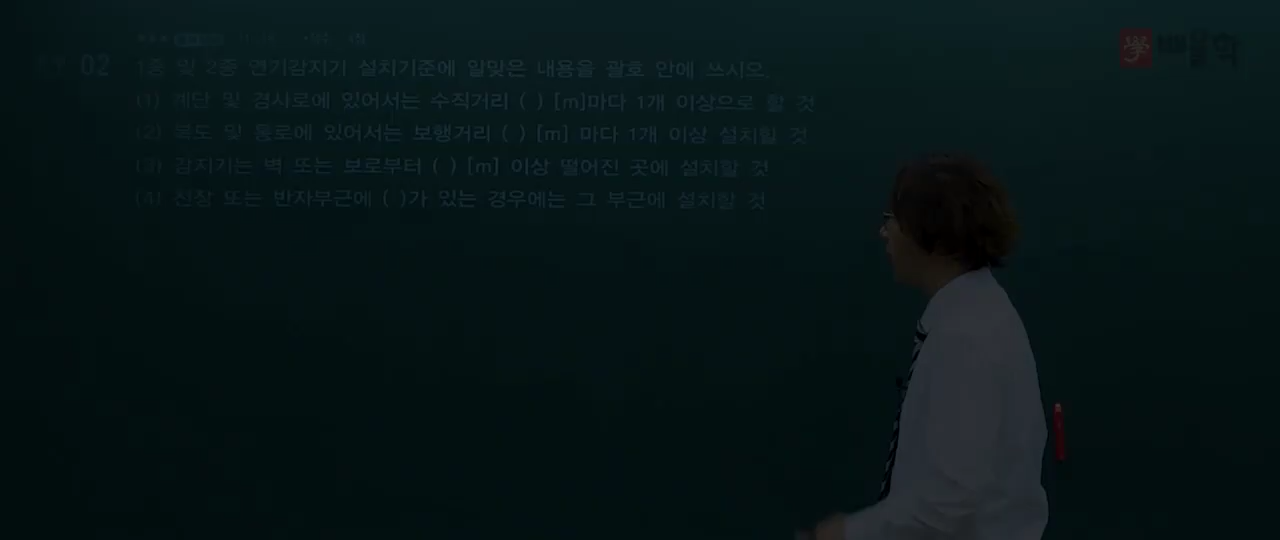 02 1종 및 2종 연기감지기 설치기준에 알맞은 내용을 괄호 안에 쓰시오.
(1) 계단 및 경사로에 있어서는 수직거리 ( ) [m]마다 1개 이상으로 할 것
(2) 복도 및 통로에 있어서는 보행거리 ( ) [m] 마다 1개 이상 설치할 것
(3) 감지기는 벽 또는 보로부터 ( ) [m] 이상 떨어진 곳에 설치할 것
(4) 천장 또는 반자부근에 ( )가 있는 경우에는 그 부근에 설치할 것
學 배울학